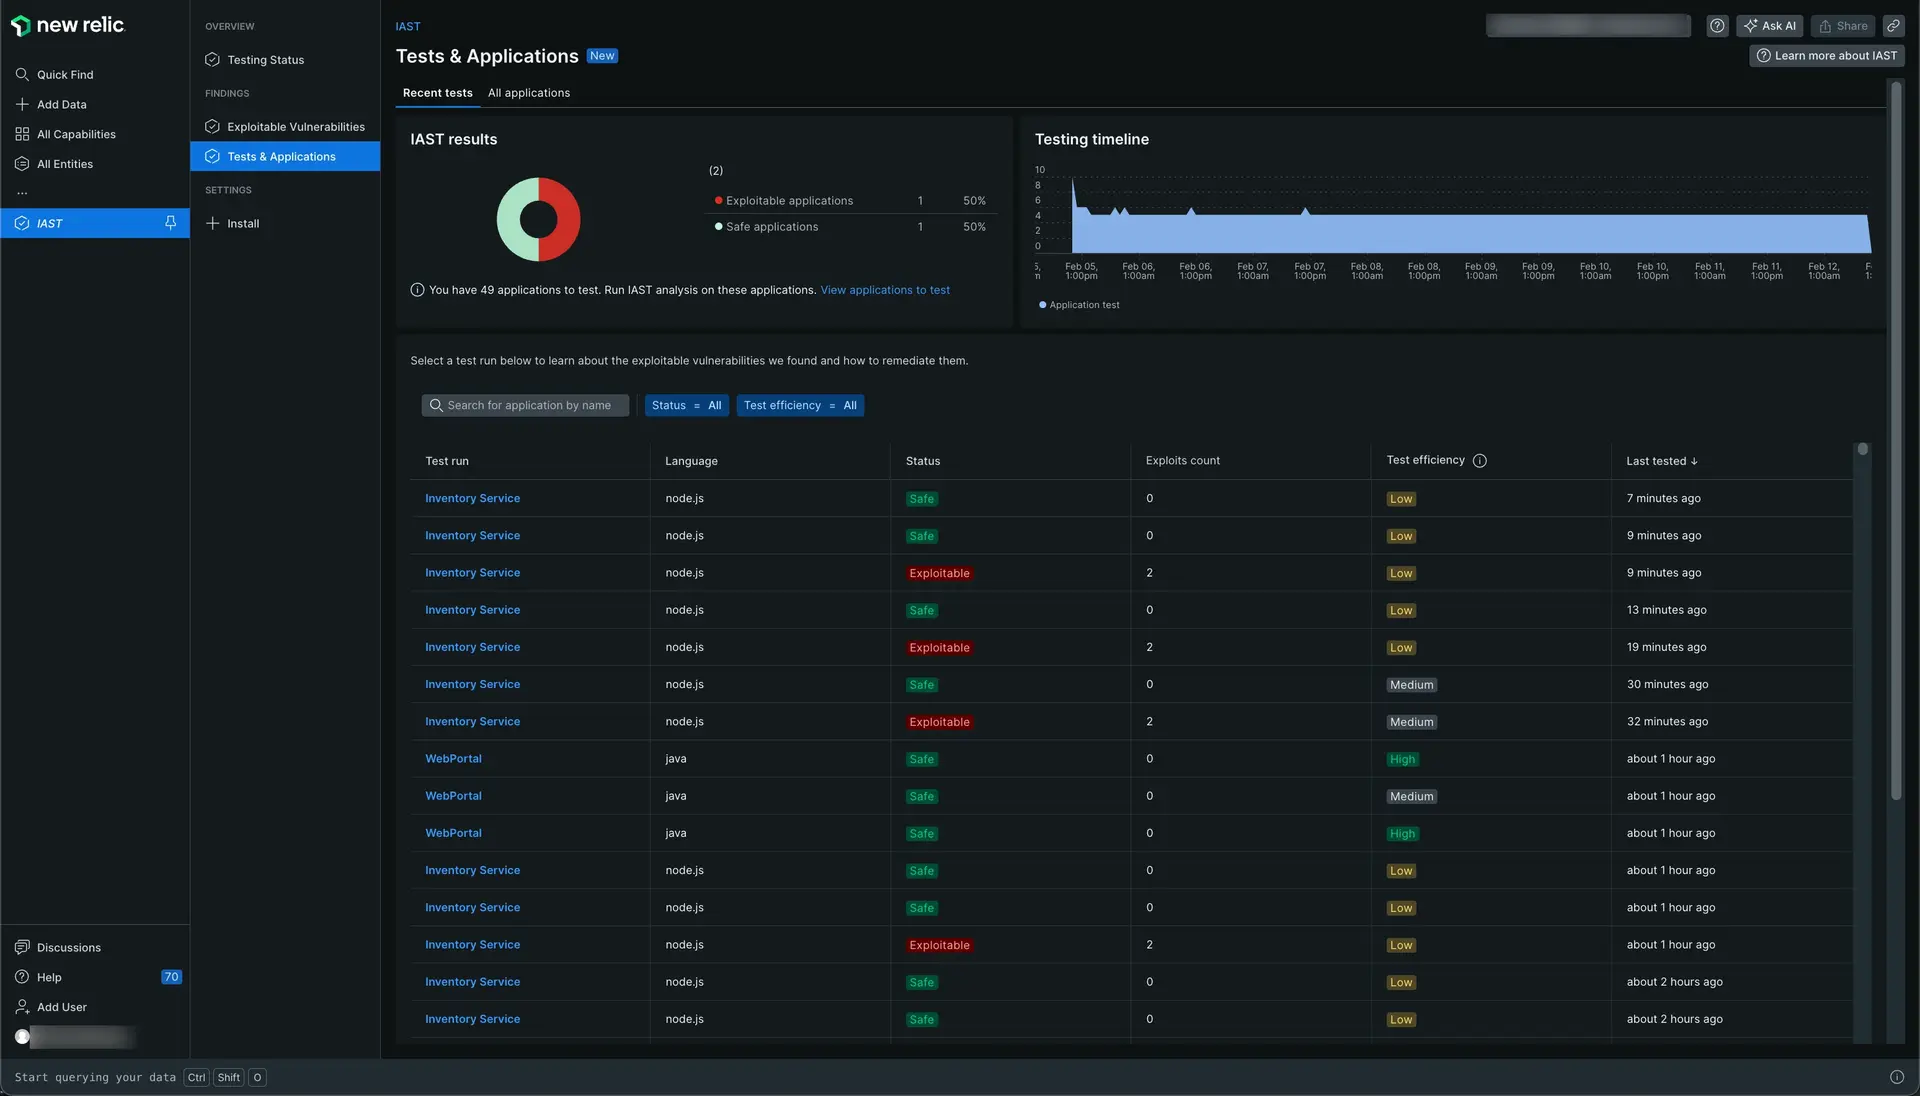 new relic
Quick Find
Add Data
All Capabilities
All Entities
...
IAST
Discussions
Help 70
Add User
OVERVIEW
Testing Status
FINDINGS
Exploitable Vulnerabilities
Tests & Applications
SETTINGS
Install
IAST
Ask AI
Share
Tests & Applications New
Learn more about IAST
Recent tests All applications
IAST results
(2)
Exploitable applications 1 50%
Safe applications 1 50%
You have 49 applications to test. Run IAST analysis on these applications. View applications to test
Testing timeline
10
8
6
4
2
0
5, Feb 05, Feb 06, Feb 06, Feb 07, Feb 07, Feb 08, Feb 08, Feb 09, Feb 09, Feb 10, Feb 10, Feb 11, Feb 11, Feb 12, F
m 1:00pm 1:00am 1:00pm 1:00am 1:00pm 1:00am 1:00pm 1:00am 1:00pm 1:00am 1:00pm 1:00am 1:00pm 1:00am 1:
Application test
Select a test run below to learn about the exploitable vulnerabilities we found and how to remediate them.
Search for application by name Status = All Test efficiency = All
Test run Language Status Exploits count Test efficiency Last tested ↓
Inventory Service node.js Safe 0 Low 7 minutes ago
Inventory Service node.js Safe 0 Low 9 minutes ago
Inventory Service node.js Exploitable 2 Low 9 minutes ago
Inventory Service node.js Safe 0 Low 13 minutes ago
Inventory Service node.js Exploitable 2 Low 19 minutes ago
Inventory Service node.js Safe 0 Medium 30 minutes ago
Inventory Service node.js Exploitable 2 Medium 32 minutes ago
WebPortal java Safe 0 High about 1 hour ago
WebPortal java Safe 0 Medium about 1 hour ago
WebPortal java Safe 0 High about 1 hour ago
Inventory Service node.js Safe 0 Low about 1 hour ago
Inventory Service node.js Safe 0 Low about 1 hour ago
Inventory Service node.js Exploitable 2 Low about 1 hour ago
Inventory Service node.js Safe 0 Low about 2 hours ago
Inventory Service node.js Safe 0 Low about 2 hours ago
Start querying your data Ctrl Shift O